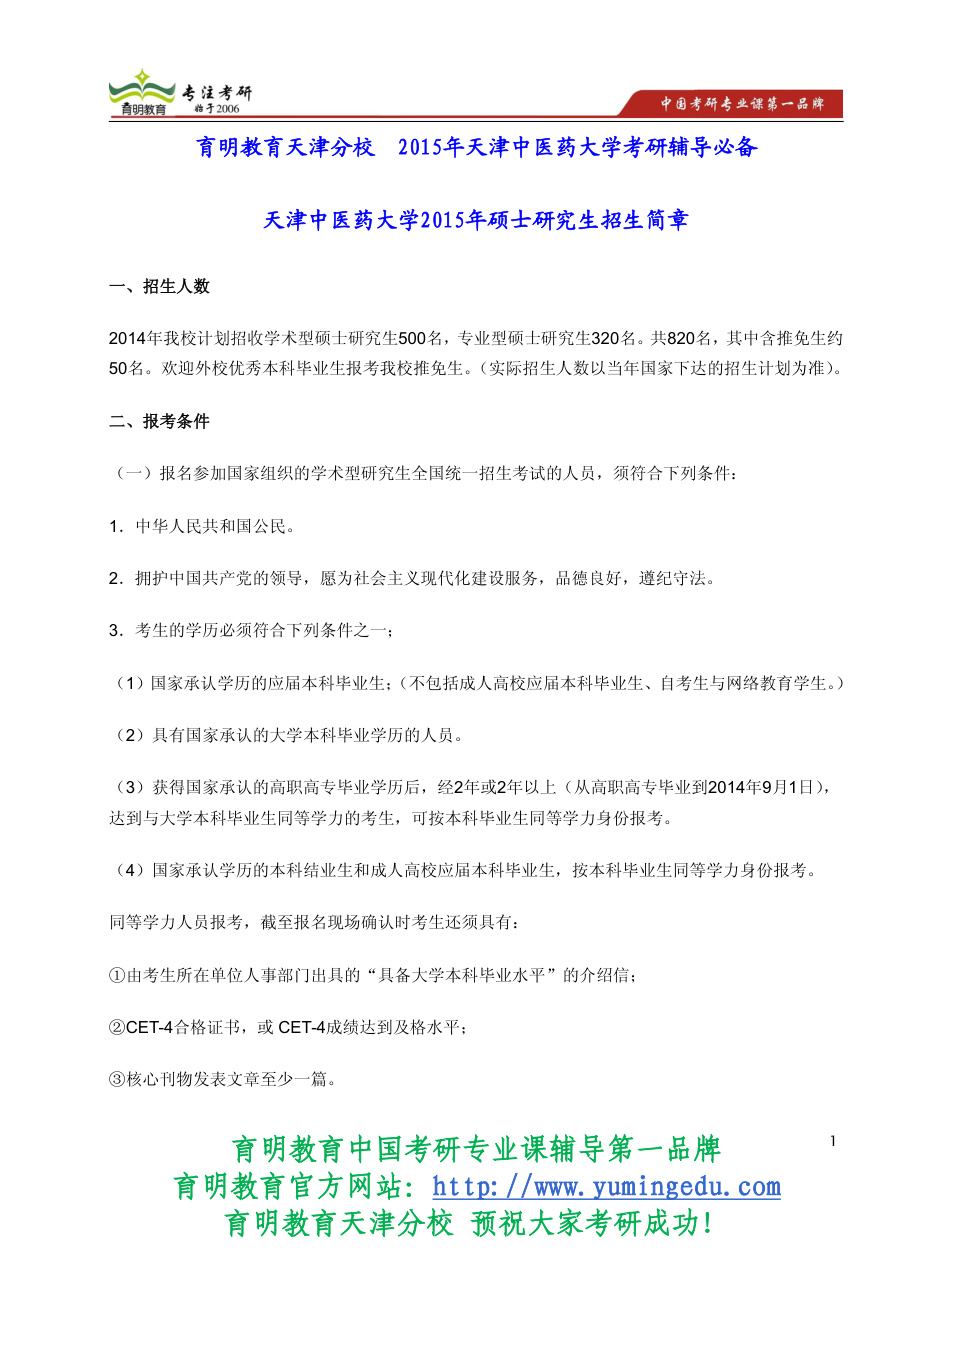 育明教育
专注考研
始于2006
中国考研专业课第一品牌
育明教育天津分校 2015年天津中医药大学考研辅导必备
天津中医药大学2015年硕士研究生招生简章
一、招生人数
2014年我校计划招收学术型硕士研究生500名，专业型硕士研究生320名。共820名，其中含推免生约
50名。欢迎外校优秀本科毕业生报考我校推免生。（实际招生人数以当年国家下达的招生计划为准）。
二、报考条件
（一）报名参加国家组织的学术型研究生全国统一招生考试的人员，须符合下列条件：
1．中华人民共和国公民。
2．拥护中国共产党的领导，愿为社会主义现代化建设服务，品德良好，遵纪守法。
3．考生的学历必须符合下列条件之一；
（1）国家承认学历的应届本科毕业生；（不包括成人高校应届本科毕业生、自考生与网络教育学生。）
（2）具有国家承认的大学本科毕业学历的人员。
（3）获得国家承认的高职高专毕业学历后，经2年或2年以上（从高职高专毕业到2014年9月1日），
达到与大学本科毕业生同等学力的考生，可按本科毕业生同等学力身份报考。
（4）国家承认学历的本科结业生和成人高校应届本科毕业生，按本科毕业生同等学力身份报考。
同等学力人员报考，截至报名现场确认时考生还须具有：
①由考生所在单位人事部门出具的“具备大学本科毕业水平”的介绍信；
②CET-4合格证书，或 CET-4成绩达到及格水平；
③核心刊物发表文章至少一篇。
育明教育中国考研专业课辅导第一品牌
1
育明教育官方网站：http://www.yumingedu.com
育明教育天津分校 预祝大家考研成功！